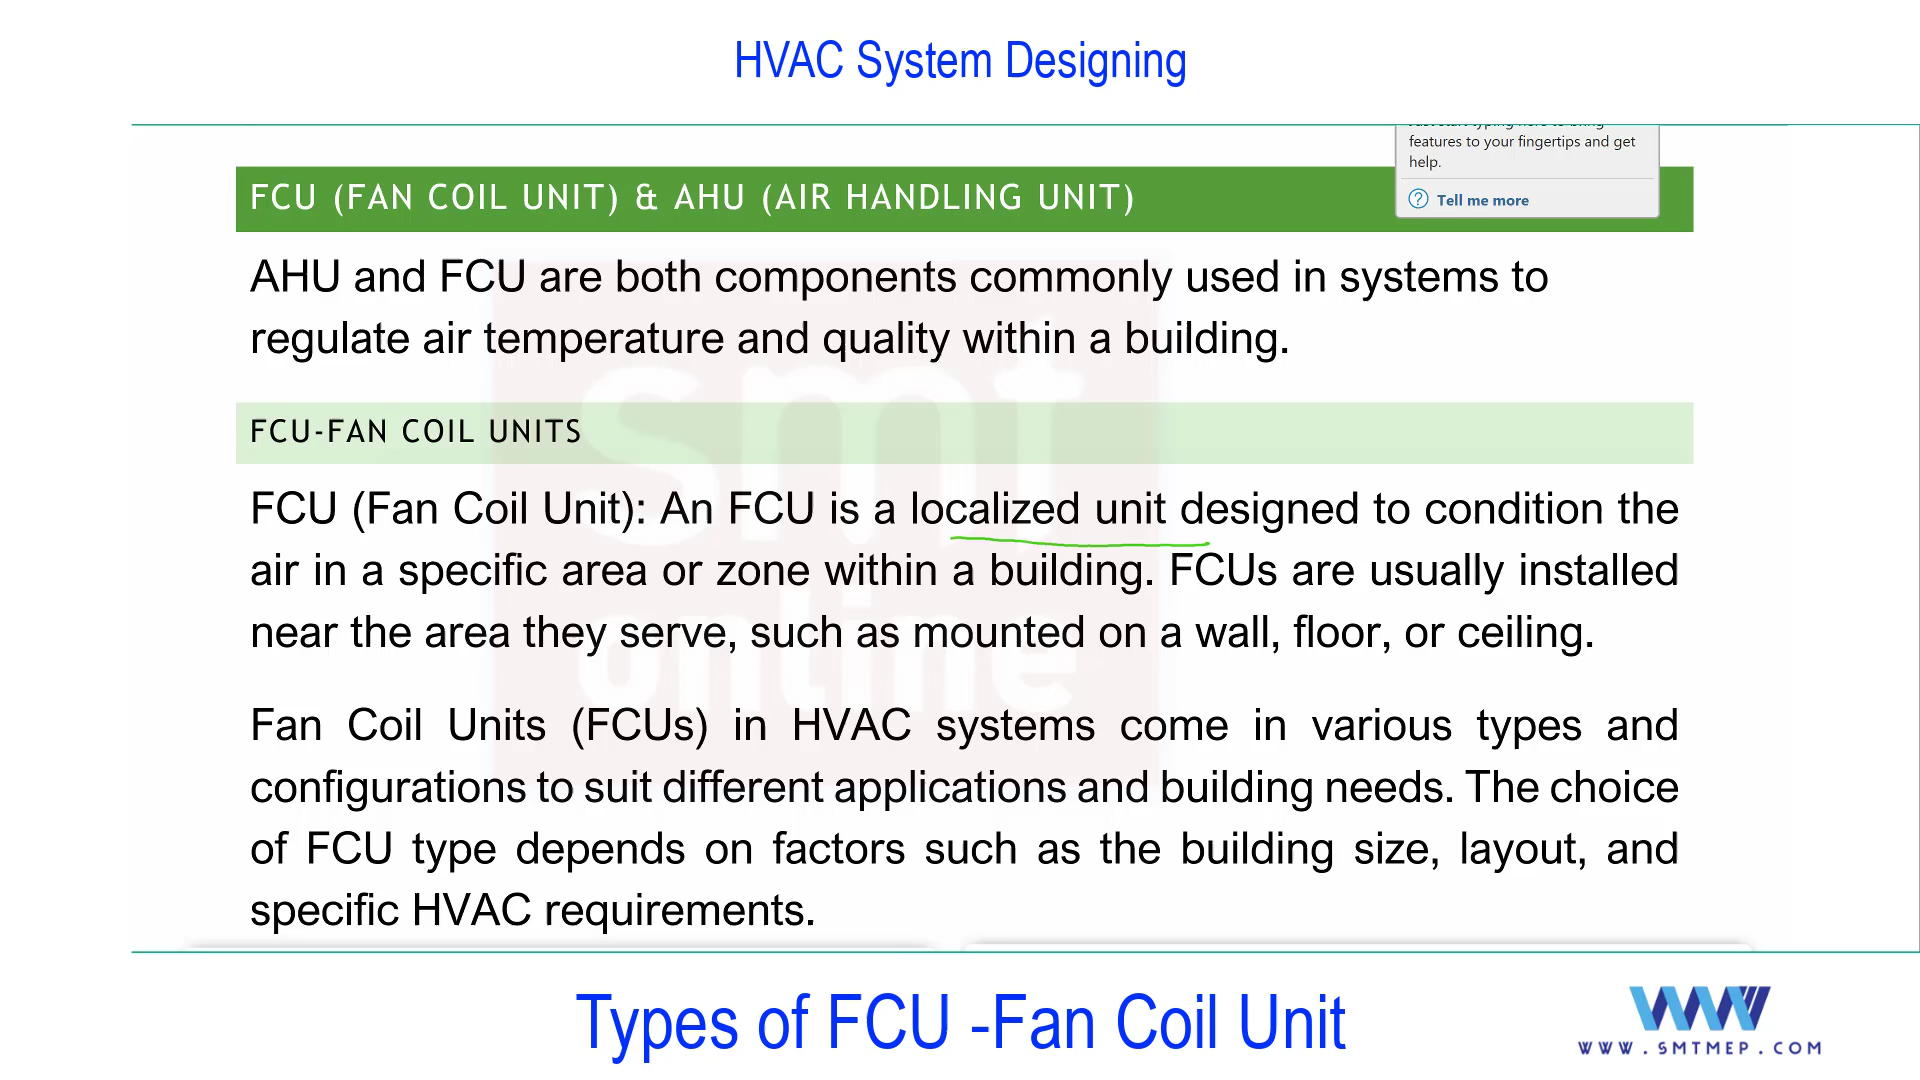 HVAC System Designing
features to your fingertips and get
help.
Tell me more
FCU (FAN COIL UNIT) & AHU (AIR HANDLING UNIT)
AHU and FCU are both components commonly used in systems to
regulate air temperature and quality within a building.
smt
online
FCU-FAN COIL UNITS
FCU (Fan Coil Unit): An FCU is a localized unit designed to condition the
air in a specific area or zone within a building. FCUs are usually installed
near the area they serve, such as mounted on a wall, floor, or ceiling.
Fan Coil Units (FCUs) in HVAC systems come in various types and
configurations to suit different applications and building needs. The choice
of FCU type depends on factors such as the building size, layout, and
specific HVAC requirements.
Types of FCU -Fan Coil Unit
WWW.SMTMEP.COM